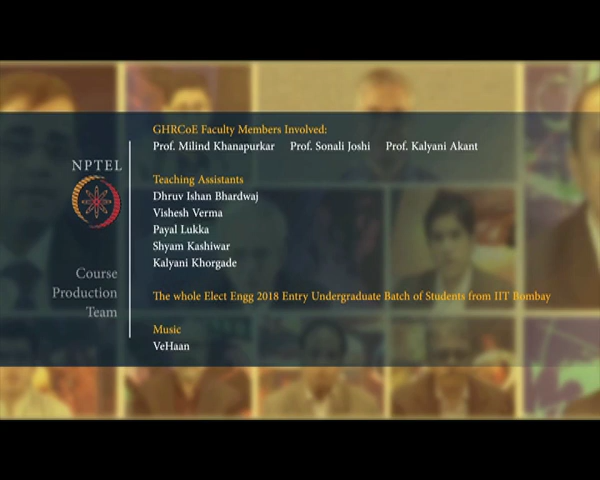 GHRCoE Faculty Members Involved:
Prof. Milind Khanapurkar Prof. Sonali Joshi Prof. Kalyani Akant
NPTEL
Teaching Assistants
Dhruv Ishan Bhardwaj
Vishesh Verma
Payal Lukka
Shyam Kashiwar
Kalyani Khorgade
Course
Production
Team
The whole Elect Engg 2018 Entry Undergraduate Batch of Students from IIT Bombay
Music
VeHaan